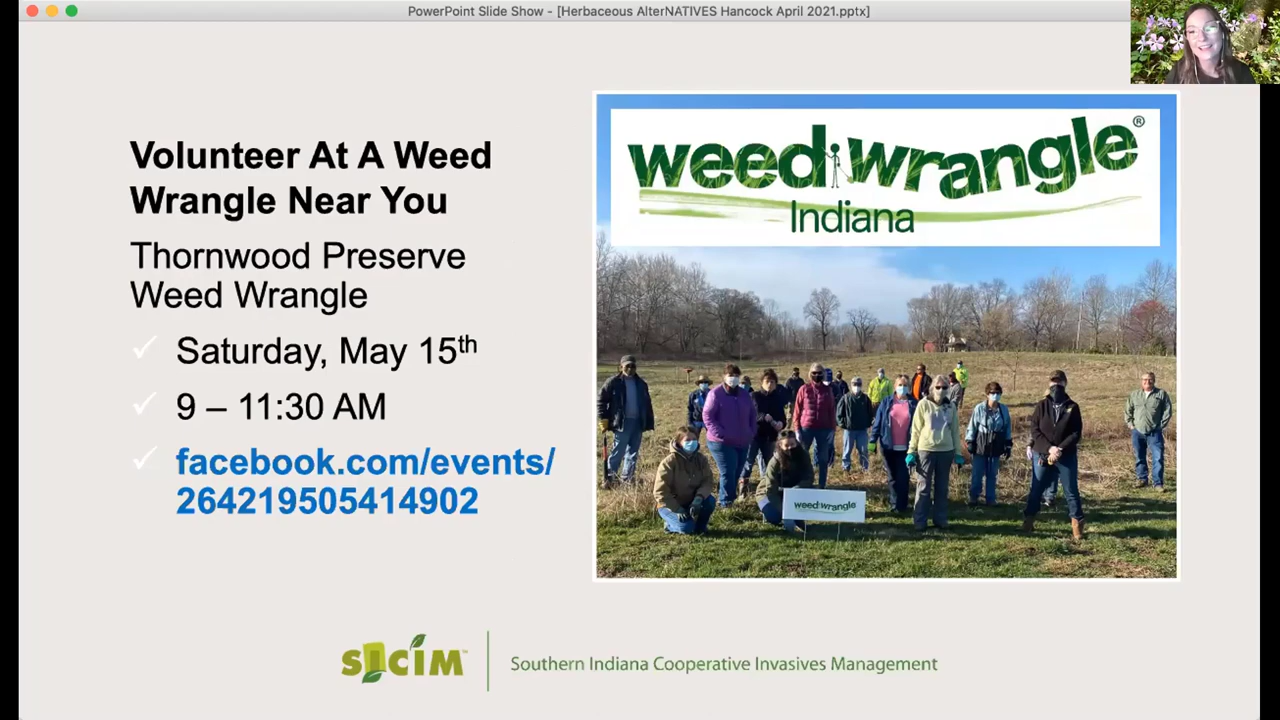 PowerPoint Slide Show - [Herbaceous AlterNATIVES Hancock April 2021.pptx]
Volunteer At A Weed
Wrangle Near You
Thornwood Preserve
Weed Wrangle
Saturday, May 15th
9 – 11:30 AM
facebook.com/events/
264219505414902
weed wrangle®
Indiana
weed wrangle
SICIM™
Southern Indiana Cooperative Invasives Management